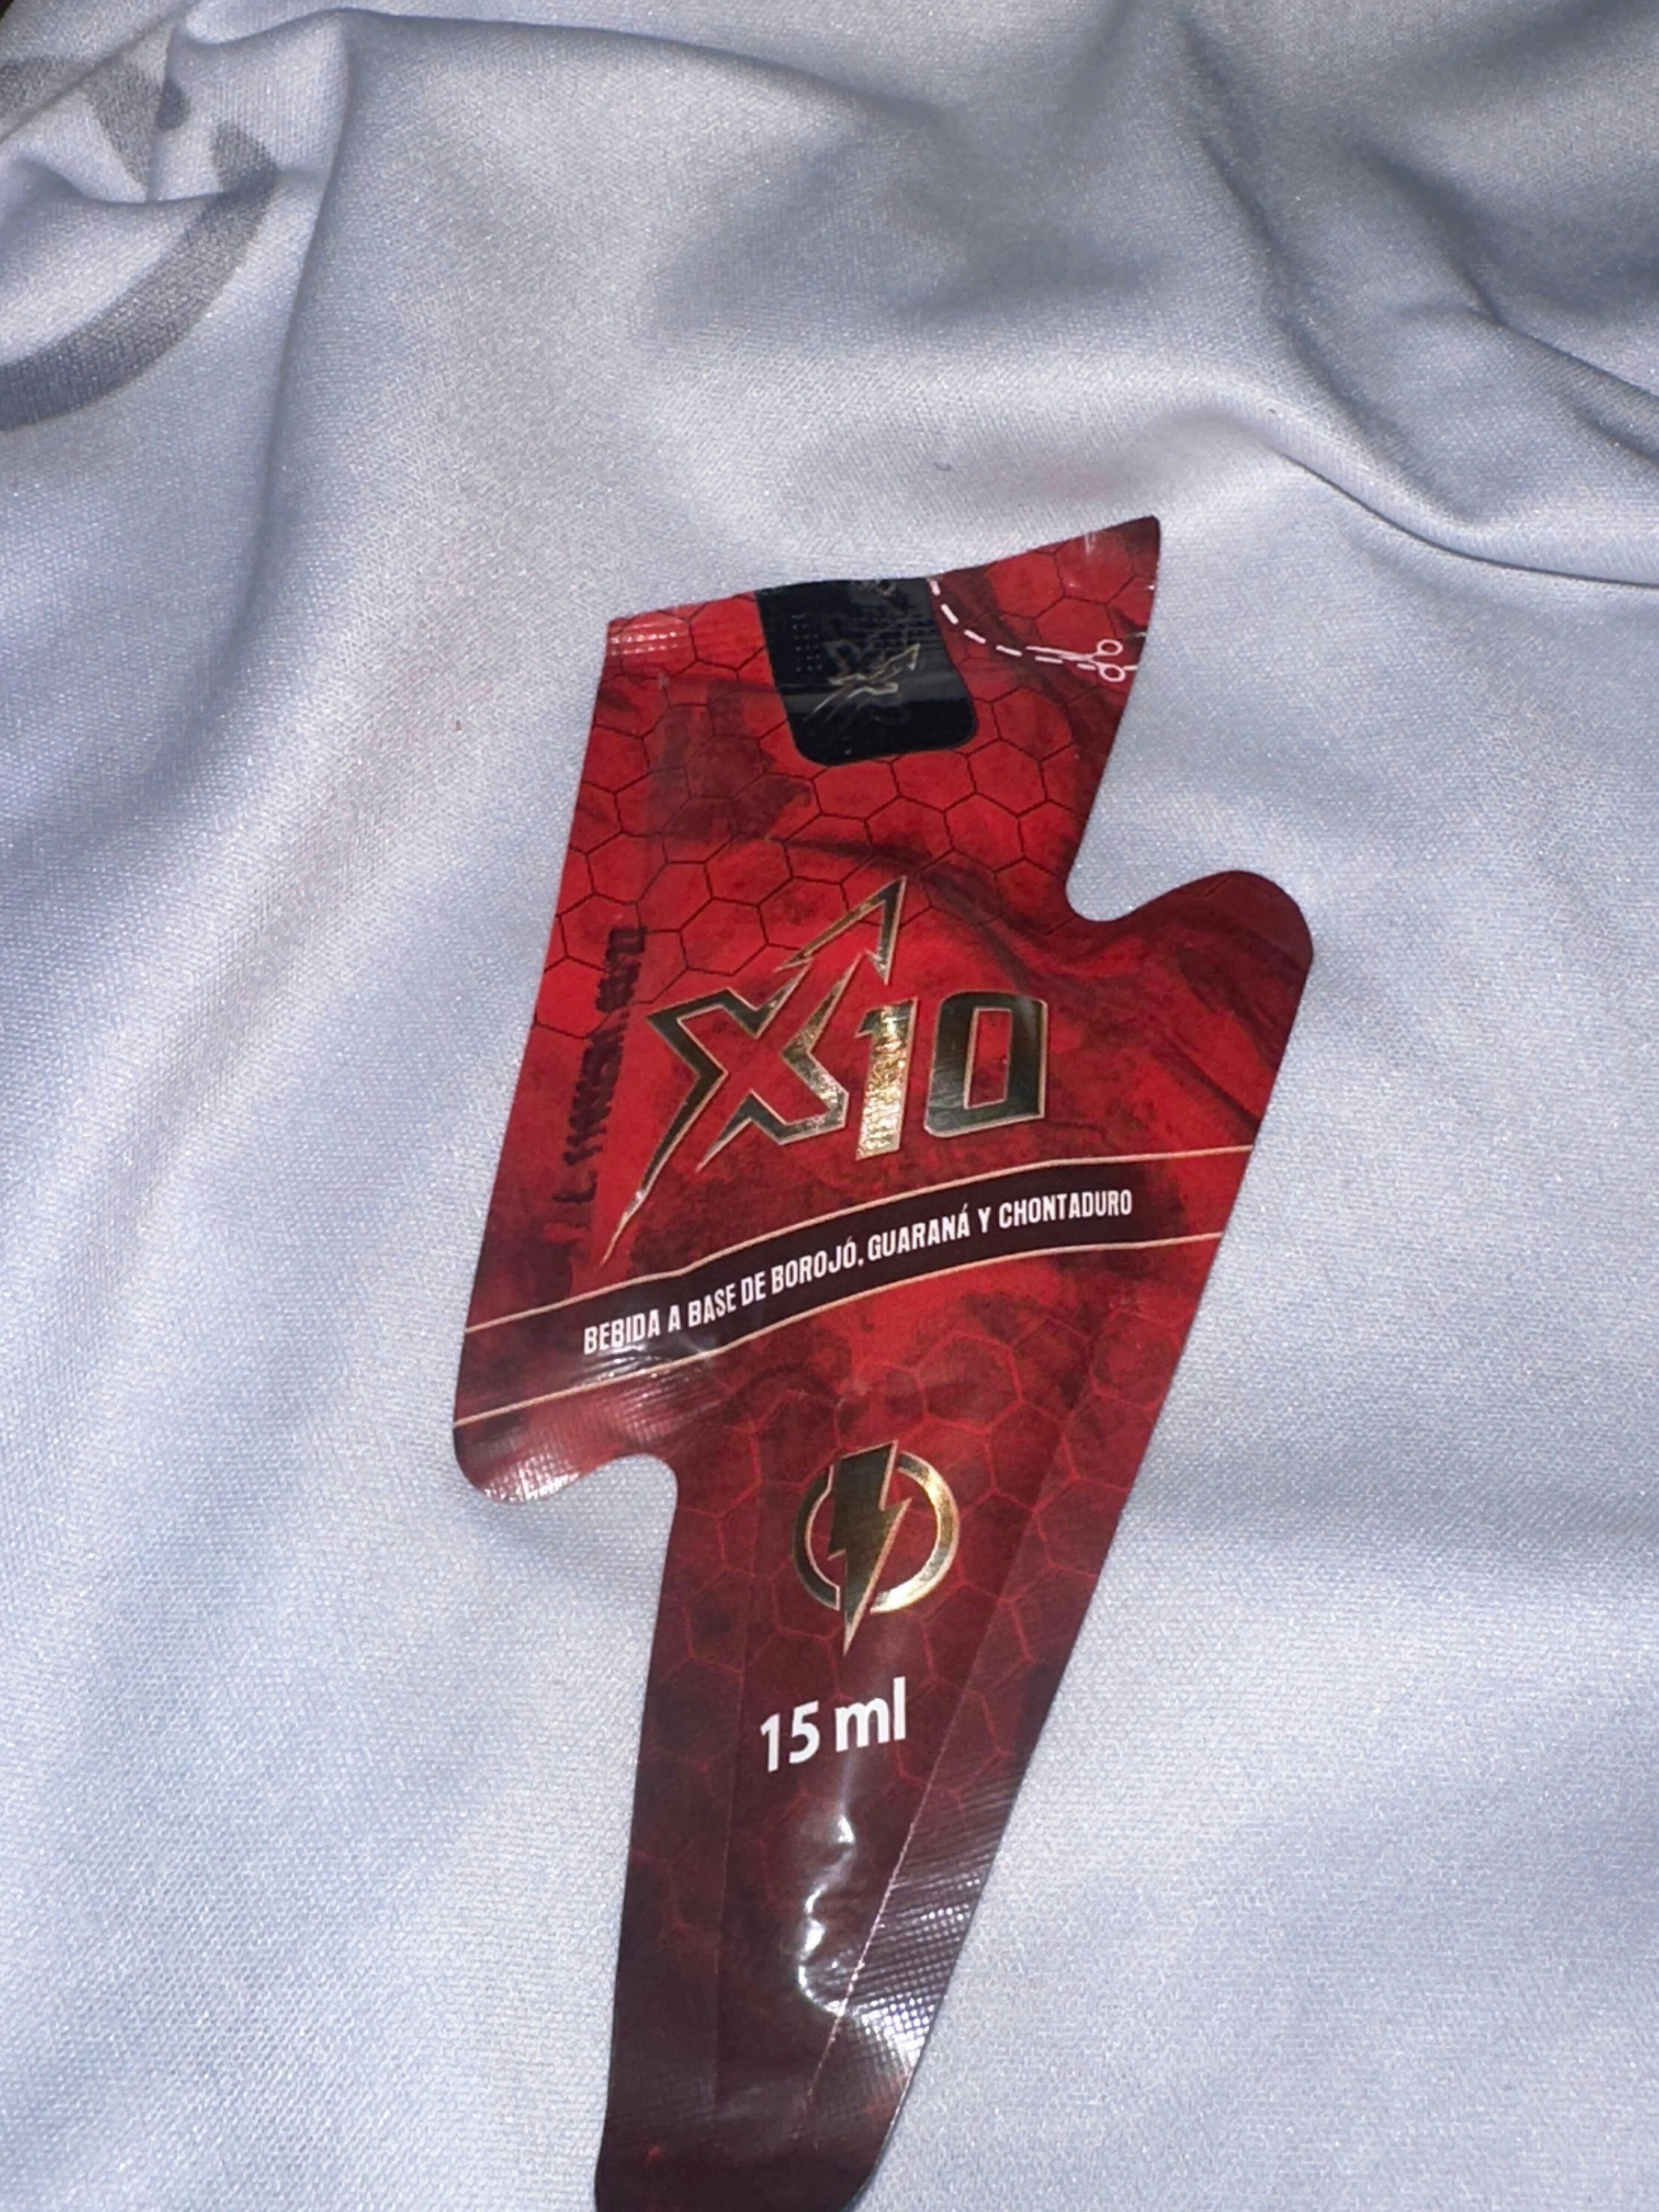 X10
BEBIDA A BASE DE BOROJÓ, GUARANÁ Y CHONTADURO
15 ml